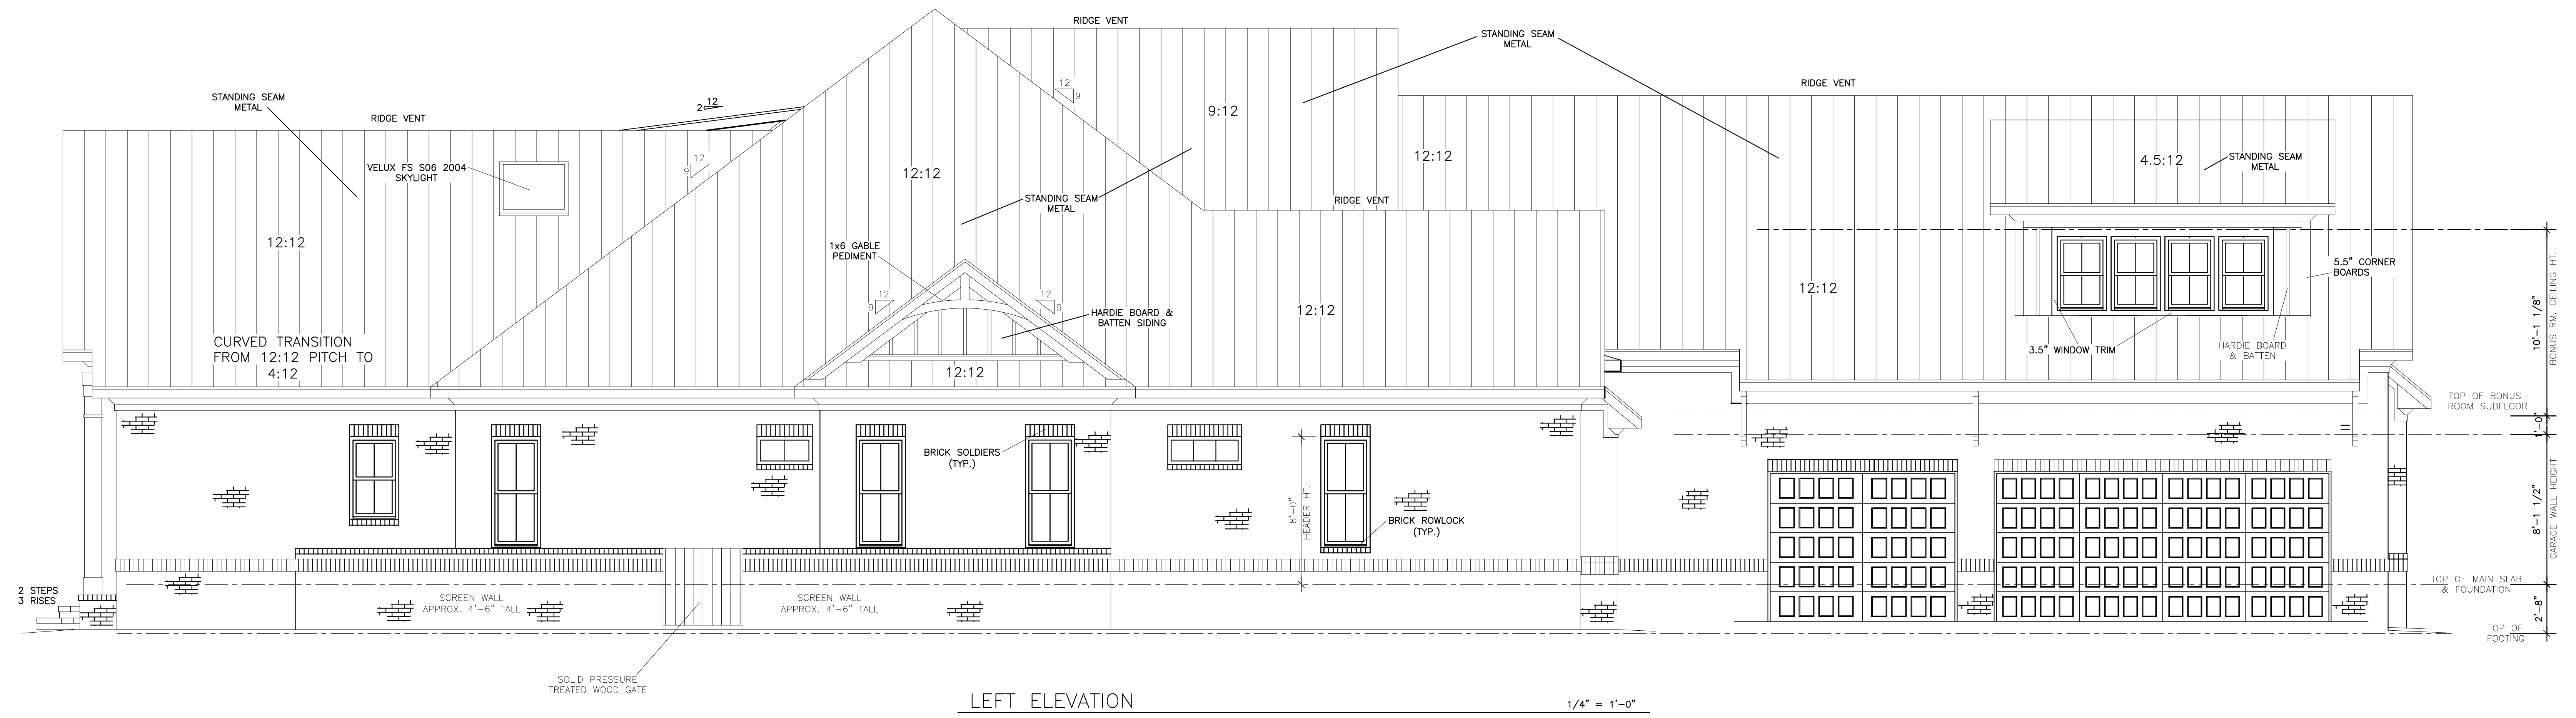 RIDGE VENT
STANDING SEAM
METAL
RIDGE VENT
12
9
STANDING SEAM
METAL
12
2
9:12
RIDGE VENT
12:12
4.5:12
STANDING SEAM
METAL
12
9
VELUX FS S06 2004
SKYLIGHT
12:12
STANDING SEAM
METAL
RIDGE VENT
12:12
1x6 GABLE
PEDIMENT
5.5" CORNER
BOARDS
12:12
12
9
12
9
12:12
HARDIE BOARD &
BATTEN SIDING
CURVED TRANSITION
FROM 12:12 PITCH TO
4:12
12:12
3.5" WINDOW TRIM
HARDIE BOARD
& BATTEN
10'-1 1/8"
BONUS RM. CEILING HT.
TOP OF BONUS
ROOM SUBFLOOR
1'-0"
BRICK SOLDIERS
(TYP.)
8'-0"
HEADER HT.
BRICK ROWLOCK
(TYP.)
8'-1 1/2"
GARAGE WALL HEIGHT
2 STEPS
3 RISES
SCREEN WALL
APPROX. 4'-6" TALL
SCREEN WALL
APPROX. 4'-6" TALL
TOP OF MAIN SLAB
& FOUNDATION
2'-8"
TOP OF
FOOTING
SOLID PRESSURE
TREATED WOOD GATE
LEFT ELEVATION
1/4" = 1'-0"